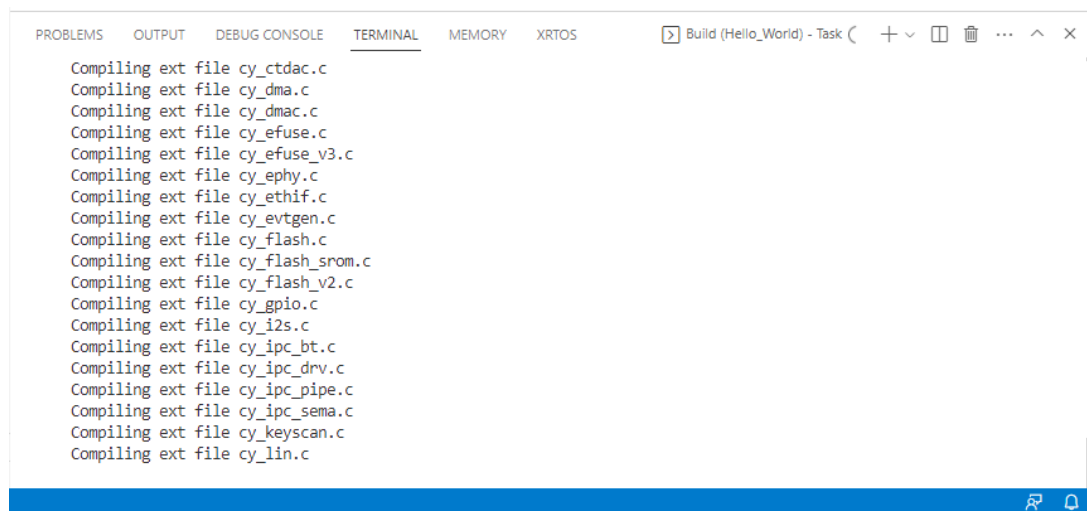 PROBLEMS OUTPUT DEBUG CONSOLE TERMINAL MEMORY XRTOS Build (Hello_World) - Task
Compiling ext file cy_ctdac.c
Compiling ext file cy_dma.c
Compiling ext file cy_dmac.c
Compiling ext file cy_efuse.c
Compiling ext file cy_efuse_v3.c
Compiling ext file cy_ephy.c
Compiling ext file cy_ethif.c
Compiling ext file cy_evtgen.c
Compiling ext file cy_flash.c
Compiling ext file cy_flash_srom.c
Compiling ext file cy_flash_v2.c
Compiling ext file cy_gpio.c
Compiling ext file cy_i2s.c
Compiling ext file cy_ipc_bt.c
Compiling ext file cy_ipc_drv.c
Compiling ext file cy_ipc_pipe.c
Compiling ext file cy_ipc_sema.c
Compiling ext file cy_keyscan.c
Compiling ext file cy_lin.c